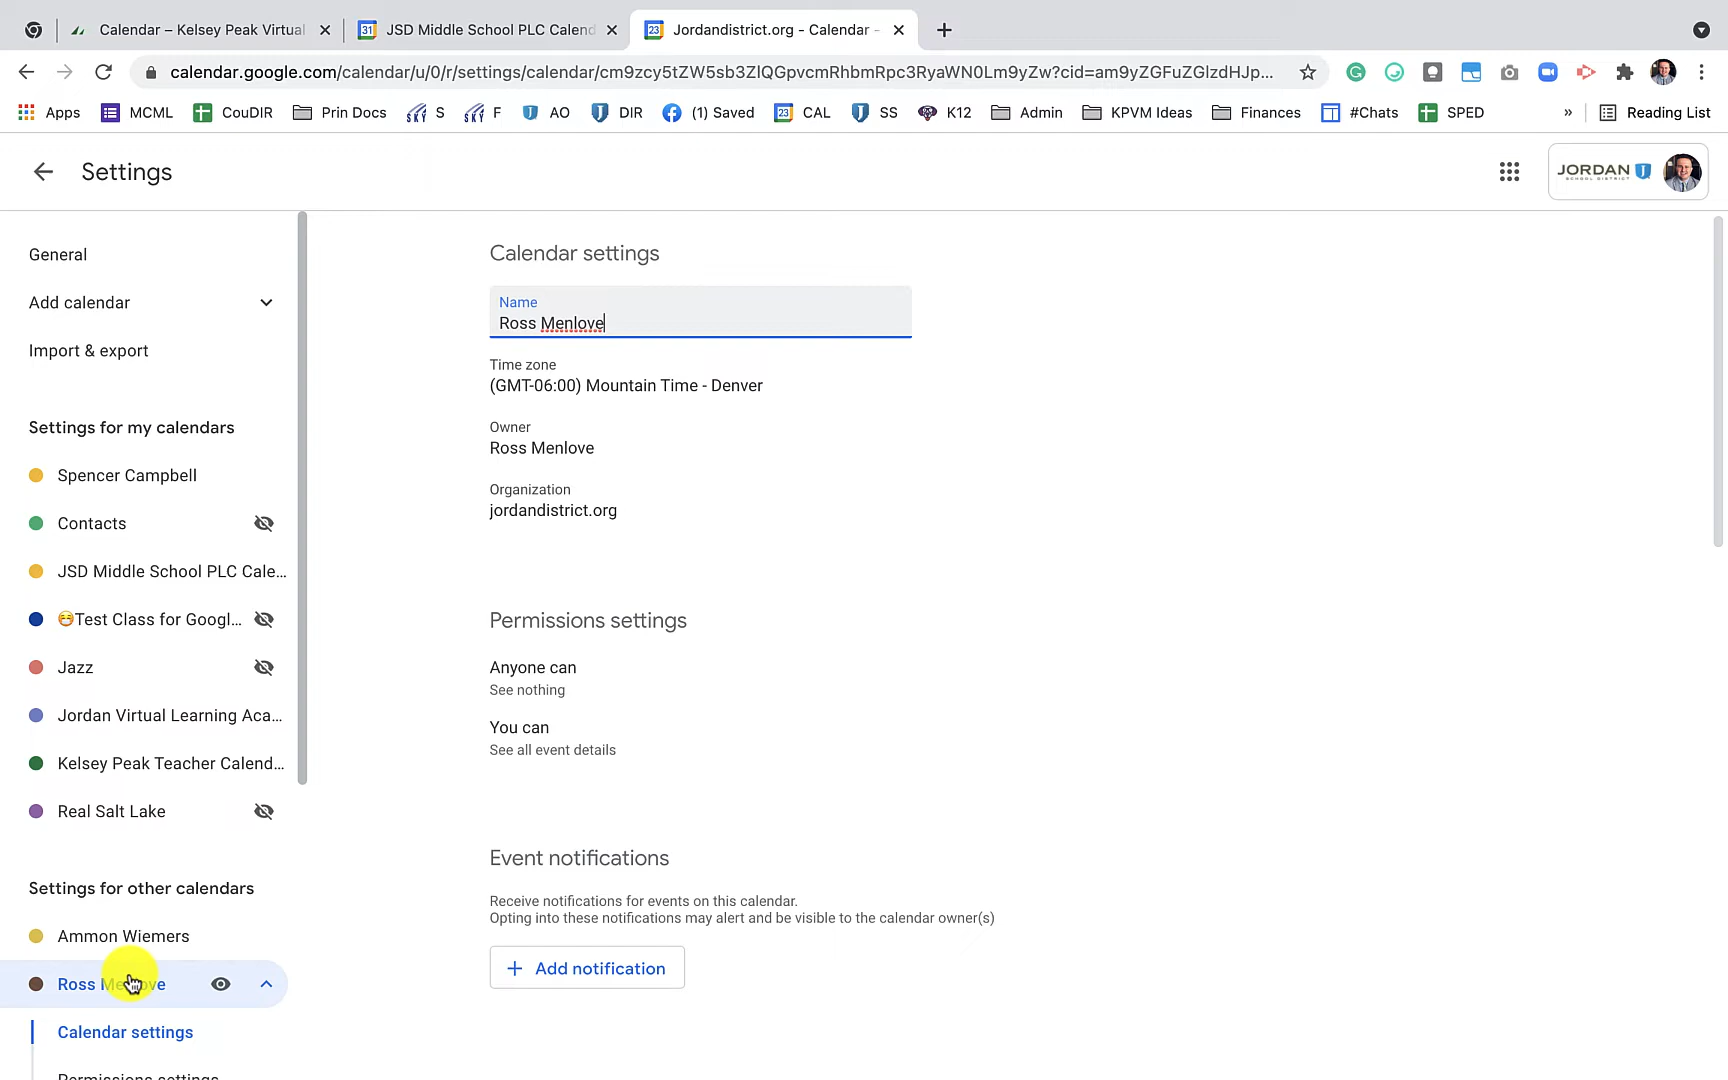 Calendar – Kelsey Peak Virtual
JSD Middle School PLC Calend
Jordandistrict.org - Calendar -
calendar.google.com/calendar/u/0/r/settings/calendar/cm9zcy5tZW5sb3ZlQGpvcmRhbmRpc3RyaWN0Lm9yZw?cid=am9yZGFuZGlzdHJp...
Apps MCML CouDIR Prin Docs S F AO DIR (1) Saved CAL SS K12 Admin KPVM Ideas Finances #Chats SPED » Reading List
Settings
JORDAN
SCHOOL DISTRICT
General
Add calendar
Import & export
Settings for my calendars
Spencer Campbell
Contacts
JSD Middle School PLC Cale...
😷Test Class for Googl...
Jazz
Jordan Virtual Learning Aca...
Kelsey Peak Teacher Calend...
Real Salt Lake
Settings for other calendars
Ammon Wiemers
Ross Menlove
Calendar settings
Permissions settings
Calendar settings
Name
Ross Menlove
Time zone
(GMT-06:00) Mountain Time - Denver
Owner
Ross Menlove
Organization
jordandistrict.org
Permissions settings
Anyone can
See nothing
You can
See all event details
Event notifications
Receive notifications for events on this calendar.
Opting into these notifications may alert and be visible to the calendar owner(s)
+ Add notification